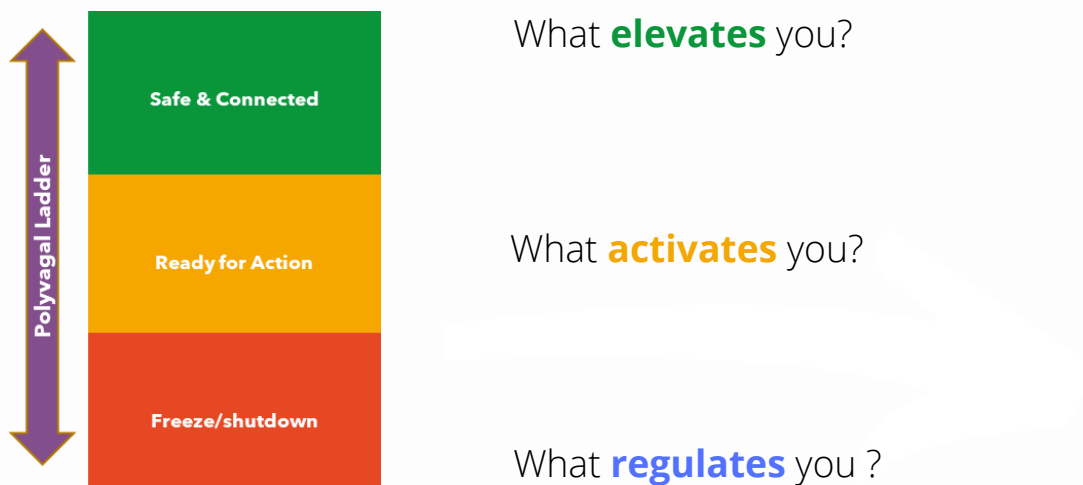 What elevates you?
Safe & Connected
Polyvagal Ladder
What activates you?
Ready for Action
Freeze/shutdown
What regulates you ?